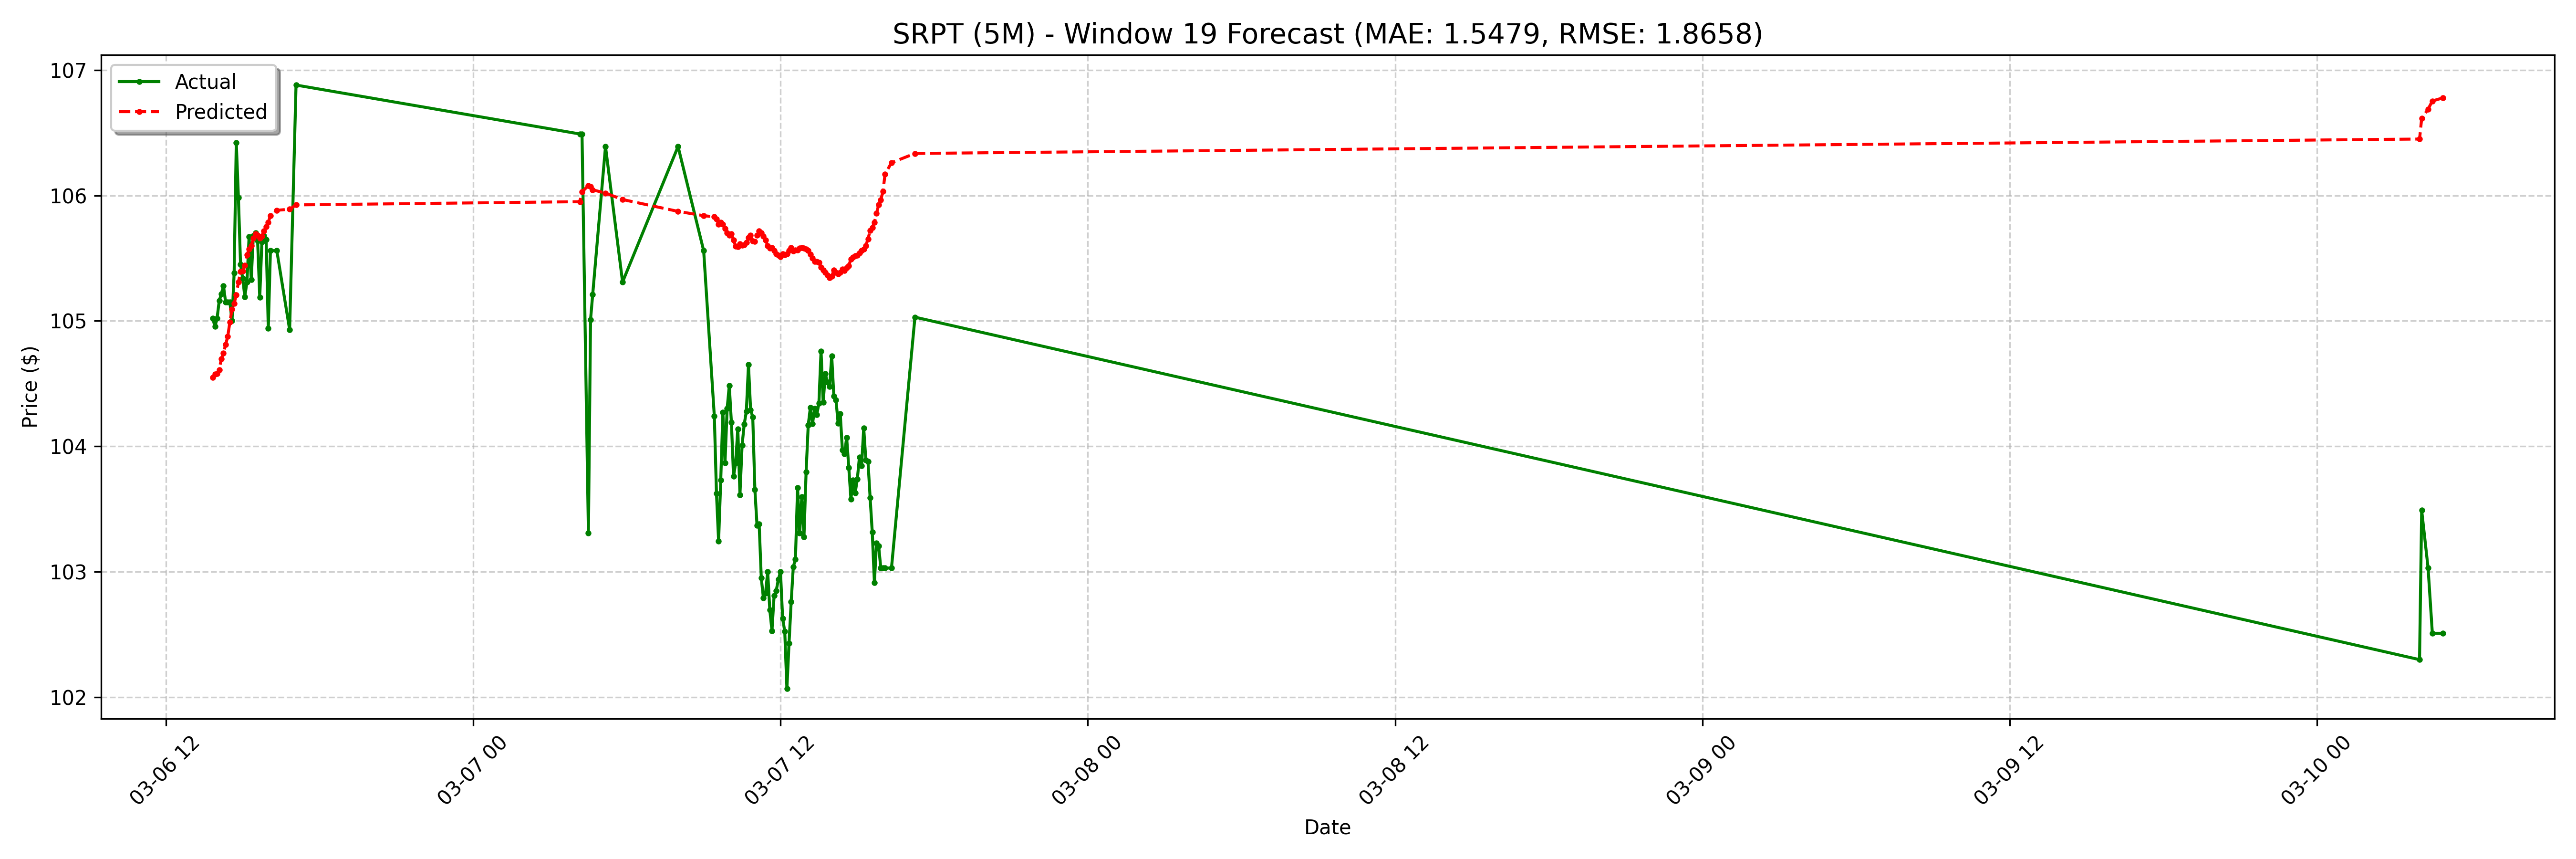 SRPT (5M) - Window 19 Forecast (MAE: 1.5479, RMSE: 1.8658)
Actual
Predicted
Price ($)
107
106
105
104
103
102
03-06 12
03-07 00
03-07 12
03-08 00
03-08 12
03-09 00
03-09 12
03-10 00
Date